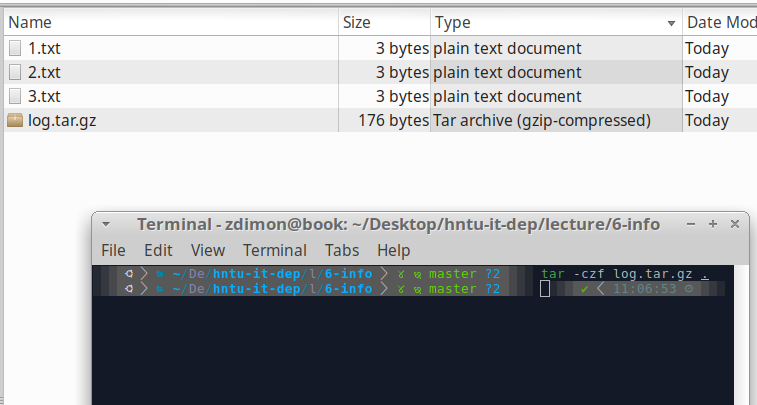 Name Size Type Date Mod
1.txt 3 bytes plain text document Today
2.txt 3 bytes plain text document Today
3.txt 3 bytes plain text document Today
log.tar.gz 176 bytes Tar archive (gzip-compressed) Today
Terminal - zdimon@book: ~/Desktop/hntu-it-dep/lecture/6-info
File Edit View Terminal Tabs Help
~/De/hntu-it-dep/l/6-info master ?2 tar -czf log.tar.gz .
~/De/hntu-it-dep/l/6-info master ?2 ✔ 11:06:53